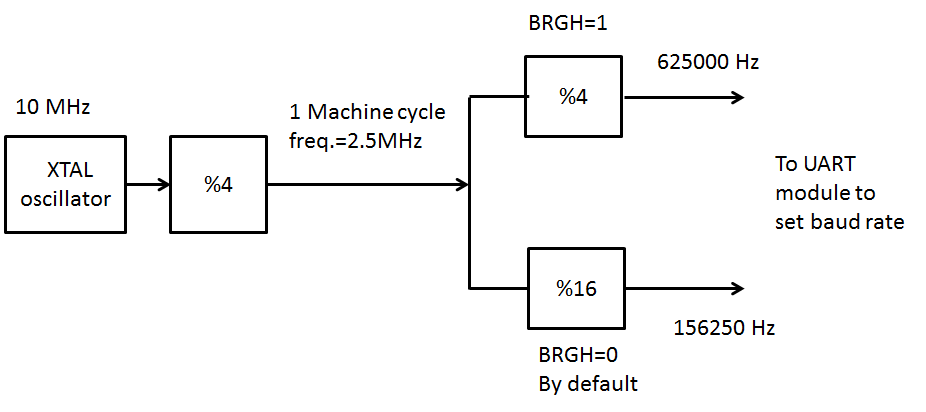 10 MHz
XTAL
oscillator
%4
1 Machine cycle
freq.=2.5MHz
BRGH=1
%4
625000 Hz
To UART
module to
set baud rate
%16
156250 Hz
BRGH=0
By default